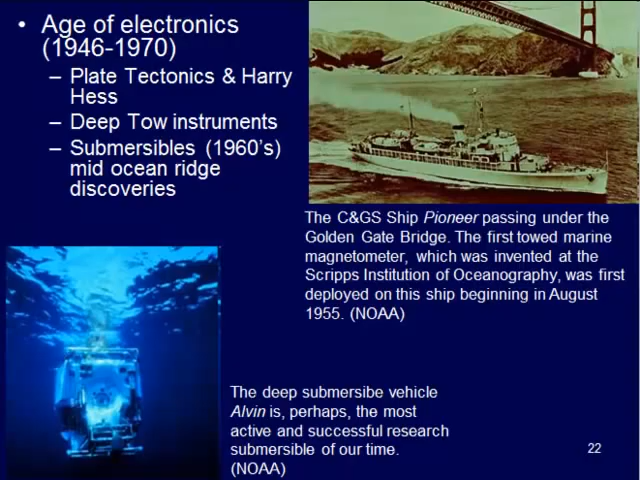 • Age of electronics
(1946-1970)
– Plate Tectonics & Harry
Hess
– Deep Tow instruments
– Submersibles (1960's)
mid ocean ridge
discoveries
The C&GS Ship Pioneer passing under the
Golden Gate Bridge. The first towed marine
magnetometer, which was invented at the
Scripps Institution of Oceanography, was first
deployed on this ship beginning in August
1955. (NOAA)
The deep submersibe vehicle
Alvin is, perhaps, the most
active and successful research
submersible of our time.
(NOAA)
22